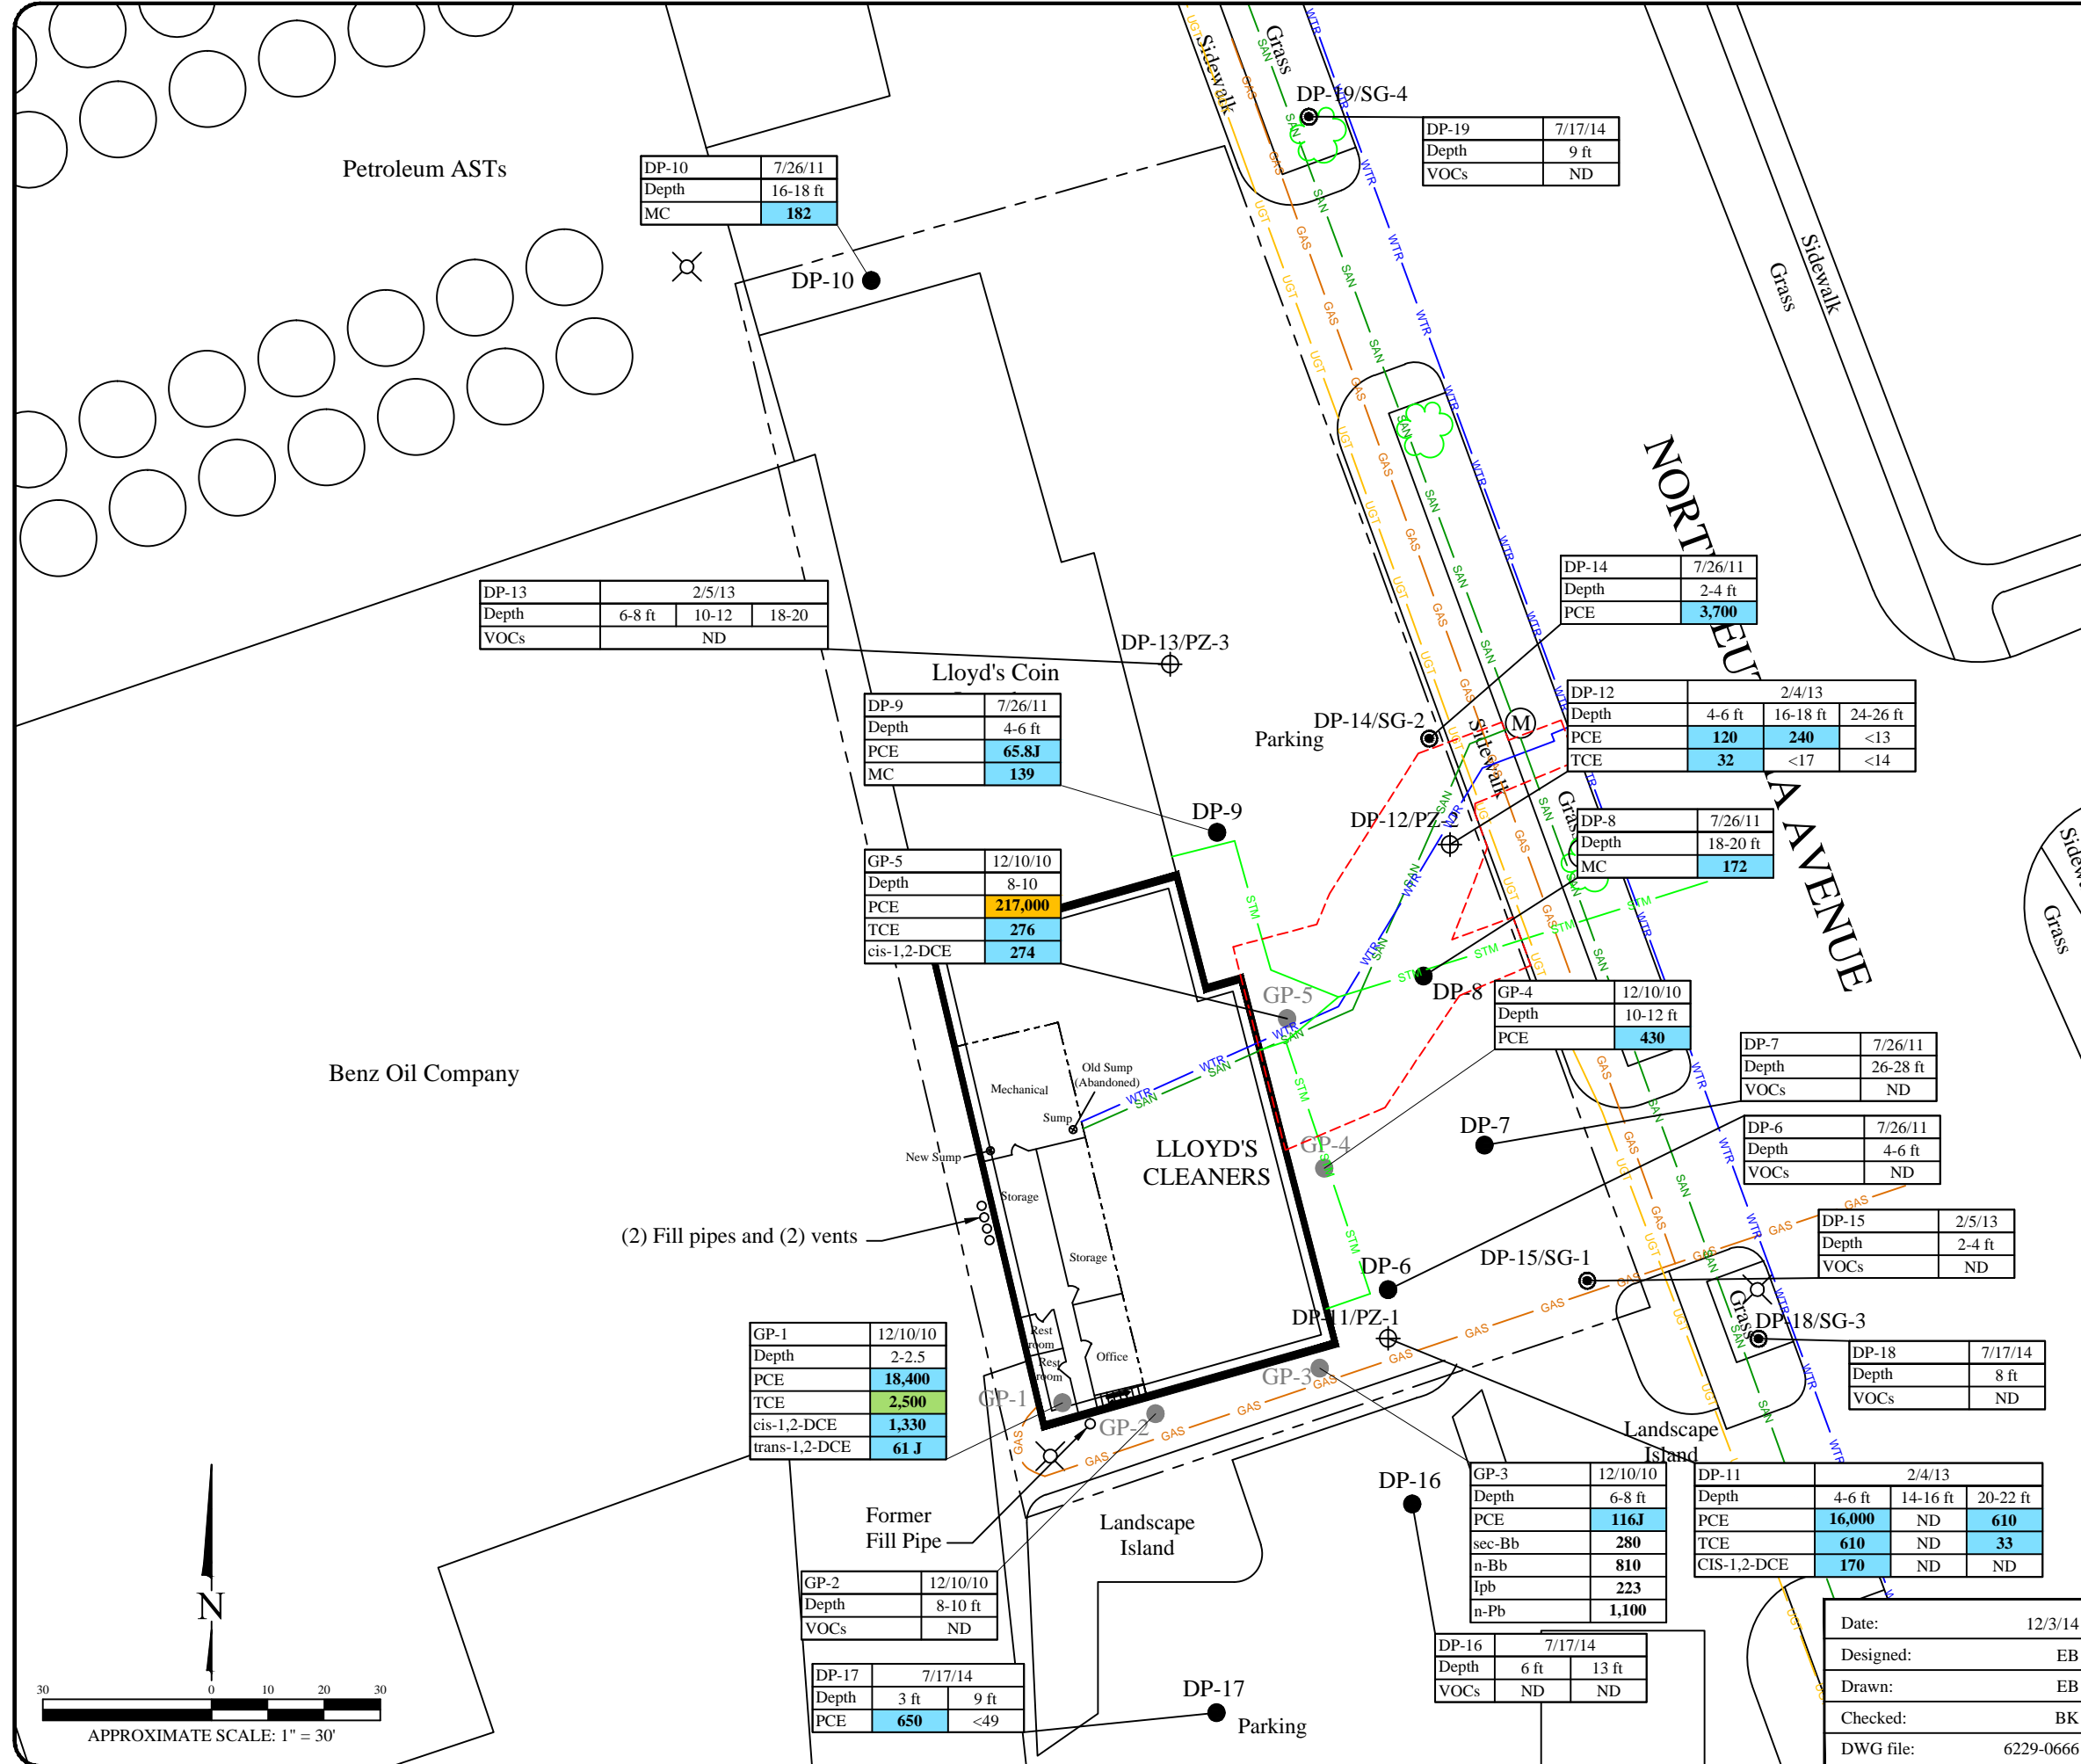 Sidewalk
Grass
DP-19/SG-4
DP-19 7/17/14
Depth 9 ft
VOCs ND
Petroleum ASTs
DP-10 7/26/11
Depth 16-18 ft
MC 182
DP-10
Sidewalk
Grass
NORT
A AVENUE
DP-14 7/26/11
Depth 2-4 ft
PCE 3,700
DP-13 2/5/13
Depth 6-8 ft 10-12 18-20
VOCs ND
DP-13/PZ-3
Lloyd's Coin
DP-9 7/26/11
Depth 4-6 ft
PCE 65.8J
MC 139
DP-14/SG-2
Parking
Sidewalk
M
DP-12 2/4/13
Depth 4-6 ft 16-18 ft 24-26 ft
PCE 120 240 <13
TCE 32 <17 <14
DP-9
DP-12/PZ-2
Grass
DP-8 7/26/11
Depth 18-20 ft
MC 172
GP-5 12/10/10
Depth 8-10
PCE 217,000
TCE 276
cis-1,2-DCE 274
Grass
GP-5
DP-8
GP-4 12/10/10
Depth 10-12 ft
PCE 430
DP-7 7/26/11
Depth 26-28 ft
VOCs ND
Benz Oil Company
Mechanical
Old Sump
(Abandoned)
Sump
New Sump
LLOYD'S
CLEANERS
GP-4
DP-7
DP-6 7/26/11
Depth 4-6 ft
VOCs ND
Storage
(2) Fill pipes and (2) vents
Storage
DP-6
DP-15/SG-1
DP-15 2/5/13
Depth 2-4 ft
VOCs ND
DP-11/PZ-1
Grass
DP-18/SG-3
DP-18 7/17/14
Depth 8 ft
VOCs ND
GP-1 12/10/10
Depth 2-2.5
PCE 18,400
TCE 2,500
cis-1,2-DCE 1,330
trans-1,2-DCE 61 J
Rest
room
Rest
room
Office
GP-1
GP-2
GP-3
Landscape
Island
DP-16
GP-3 12/10/10
Depth 6-8 ft
PCE 116J
sec-Bb 280
n-Bb 810
Ipb 223
n-Pb 1,100
DP-11 2/4/13
Depth 4-6 ft 14-16 ft 20-22 ft
PCE 16,000 ND 610
TCE 610 ND 33
CIS-1,2-DCE 170 ND ND
Former
Fill Pipe
Landscape
Island
GP-2 12/10/10
Depth 8-10 ft
VOCs ND
DP-16 7/17/14
Depth 6 ft 13 ft
VOCs ND ND
DP-17 7/17/14
Depth 3 ft 9 ft
PCE 650 <49
DP-17
Parking
N
30 0 10 20 30
APPROXIMATE SCALE: 1" = 30'
Date: 12/3/14
Designed: EB
Drawn: EB
Checked: BK
DWG file: 6229-0666
UGT
GAS
SAN
WTR
STM